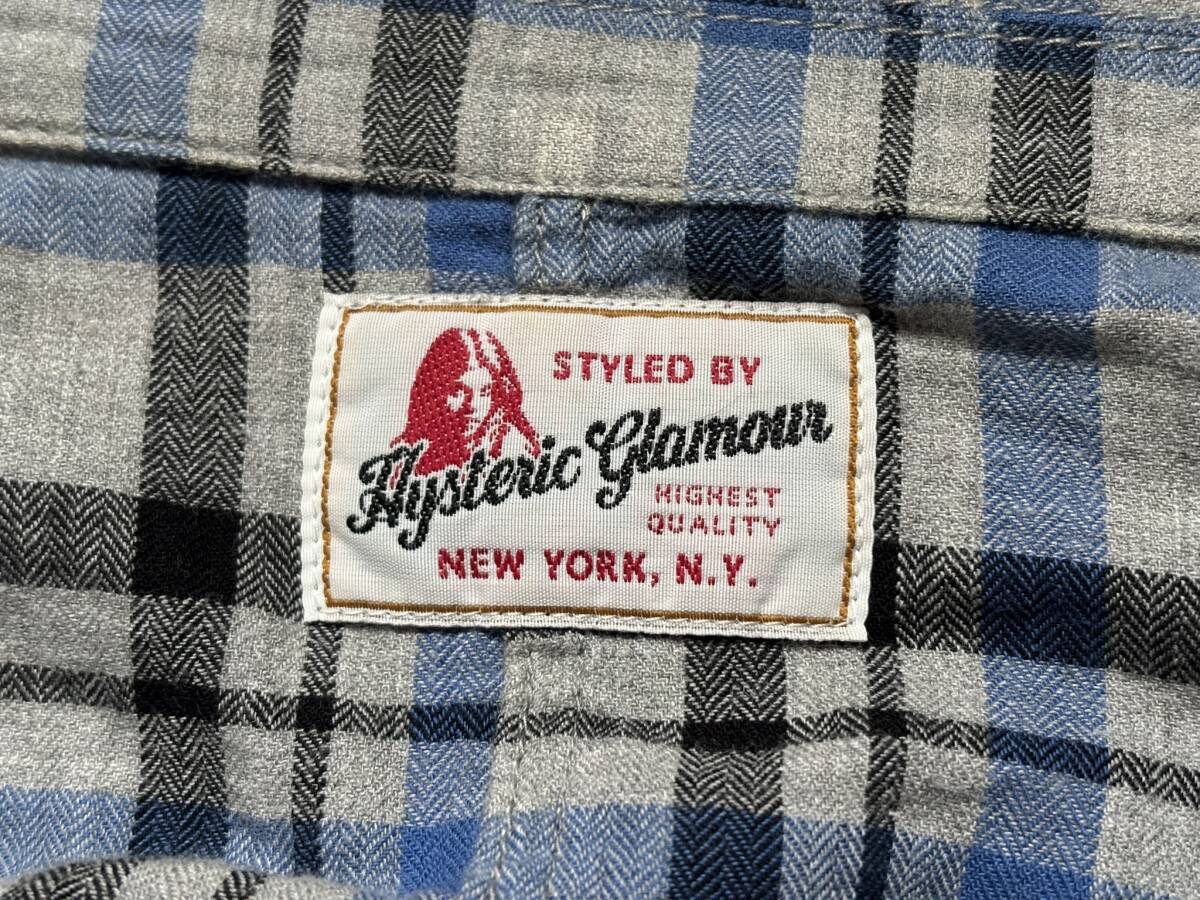 STYLED BY
Hysteric Glamour
HIGHEST
QUALITY
NEW YORK, N.Y.